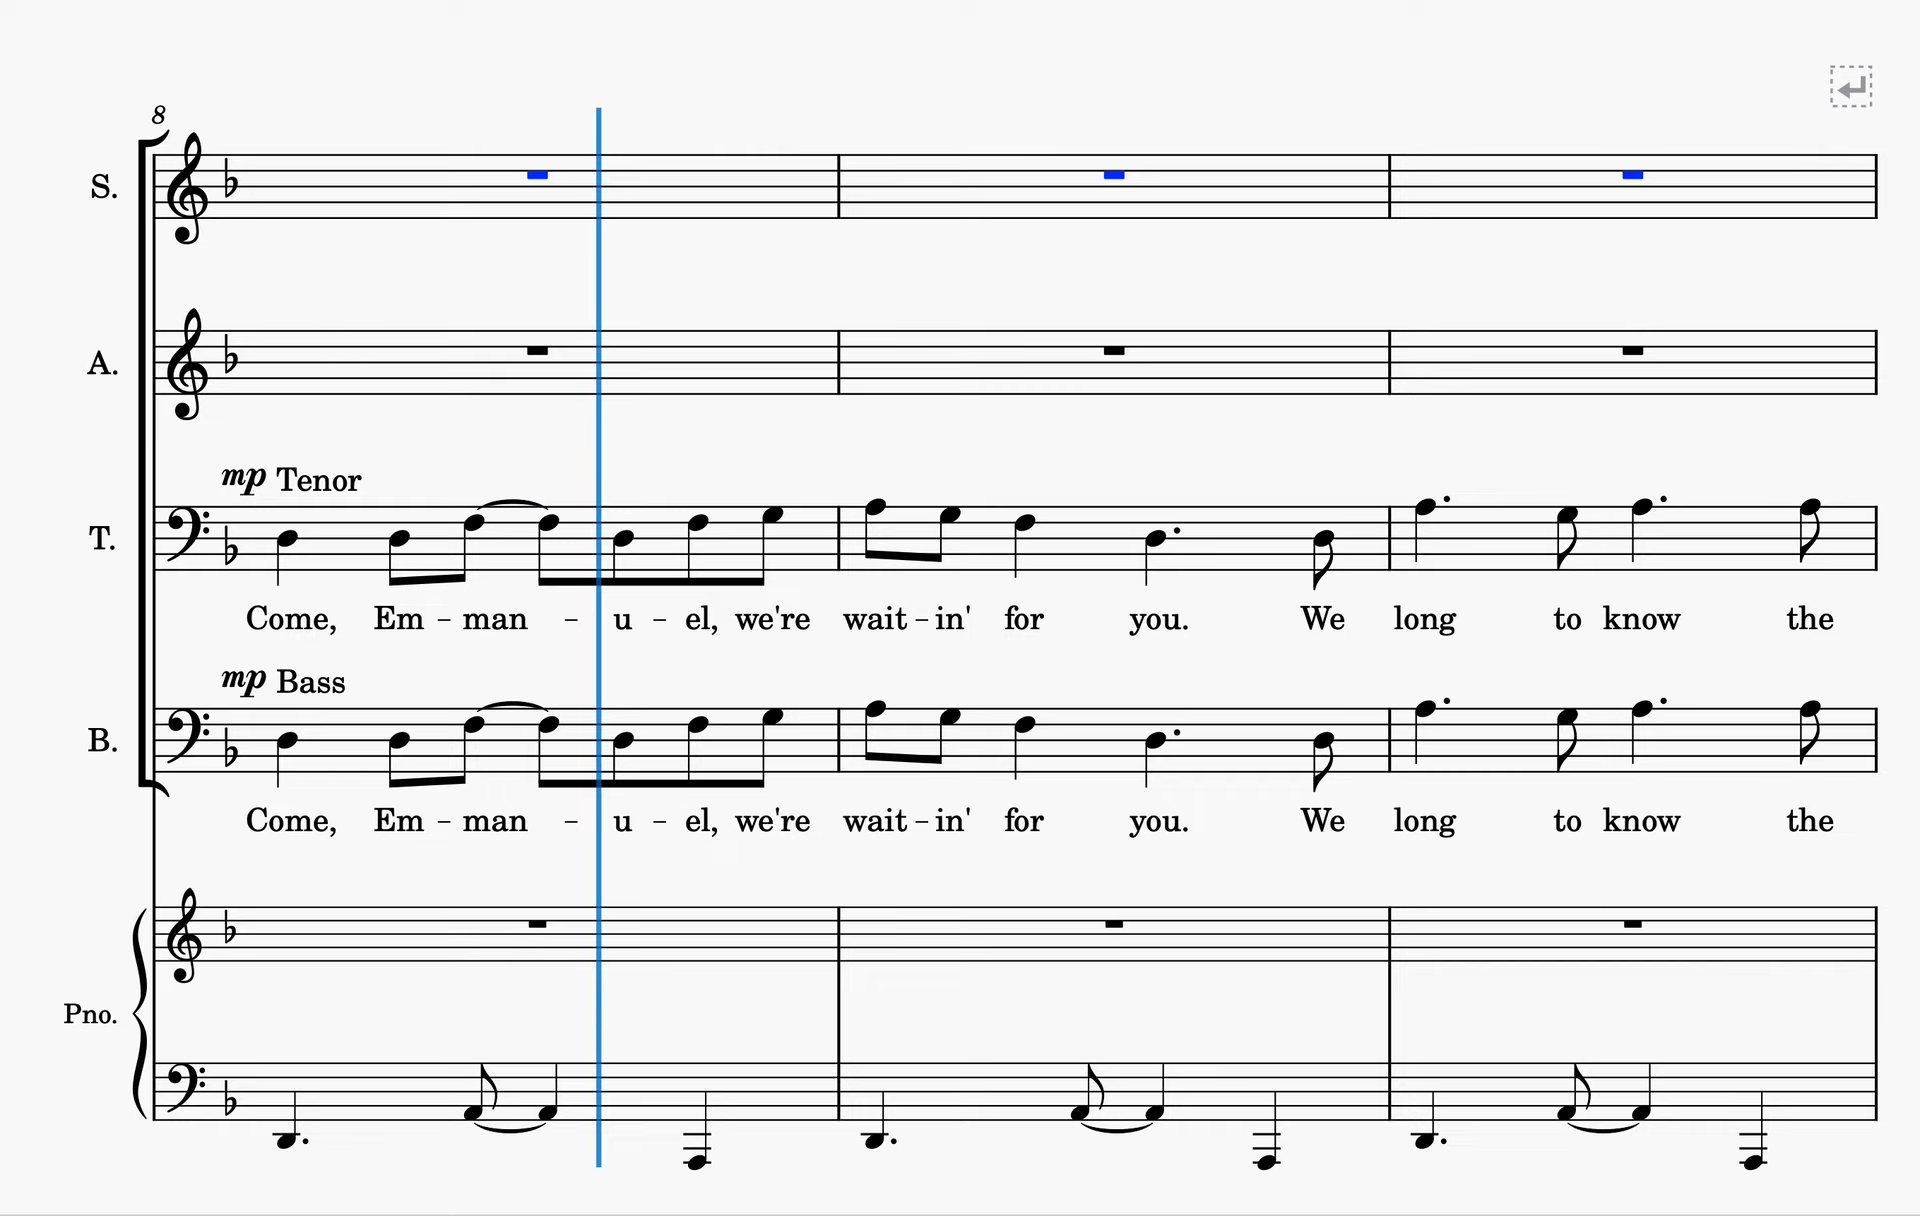 8
S.
A.
mp Tenor
T.
Come, Em - man - u - el, we're wait - in' for you. We long to know the
mp Bass
B.
Come, Em - man - u - el, we're wait - in' for you. We long to know the
Pno.